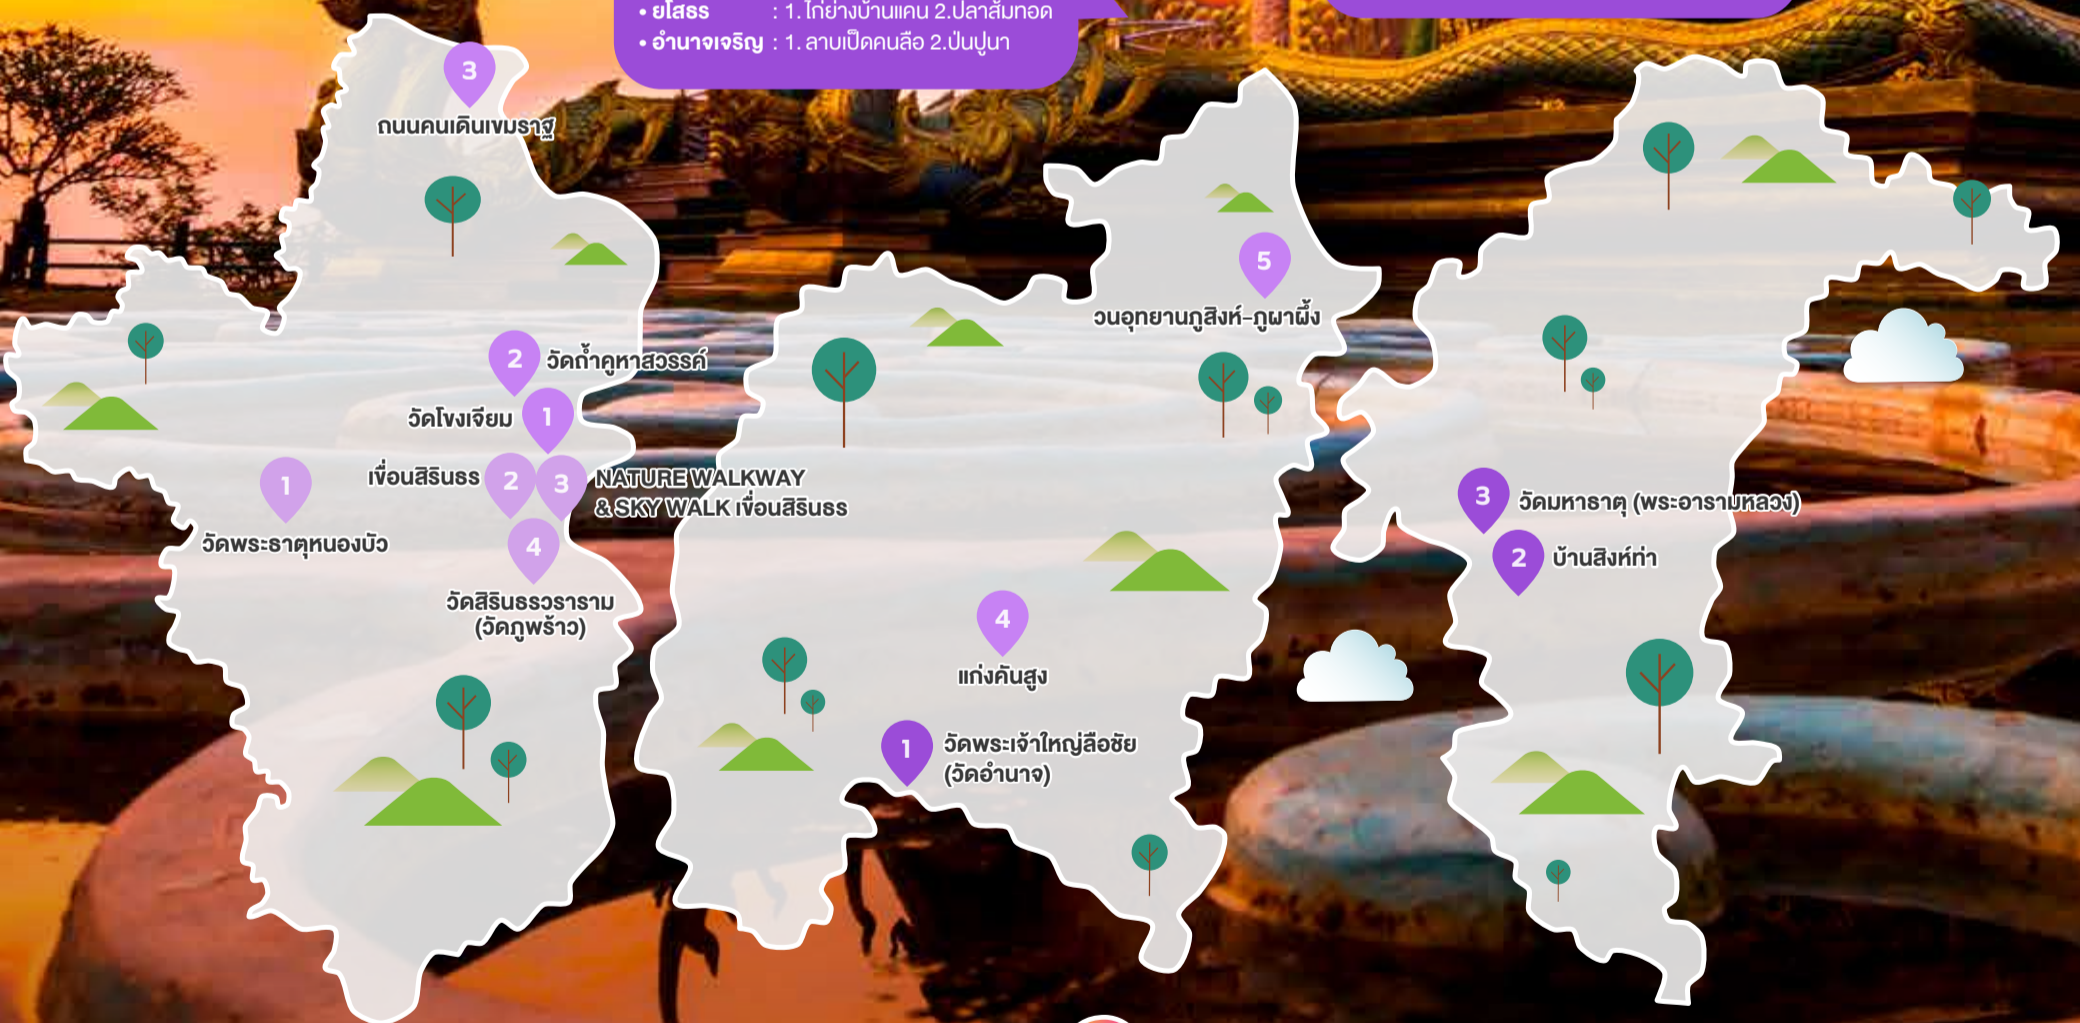 • ยโสธร : 1. ไก่ย่างบ้านแคน 2.ปลาส้มทอด
• อำนาจเจริญ : 1. ลาบเป็ดคนลือ 2.ป่นปูนา
3
ถนนคนเดินเขมราฐ
2 วัดถ้ำคูหาสวรรค์
วัดโขงเจียม 1
เขื่อนสิรินธร 2 3 NATURE WALKWAY
& SKY WALK เขื่อนสิรินธร
1
วัดพระธาตุหนองบัว
4
วัดสิรินธรวราราม
(วัดภูพร้าว)
5
วนอุทยานภูสิงห์-ภูผาผึ้ง
4
แก่งคันสูง
1 วัดพระเจ้าใหญ่ลือชัย
(วัดอำนาจ)
3 วัดมหาธาตุ (พระอารามหลวง)
2 บ้านสิงห์ท่า